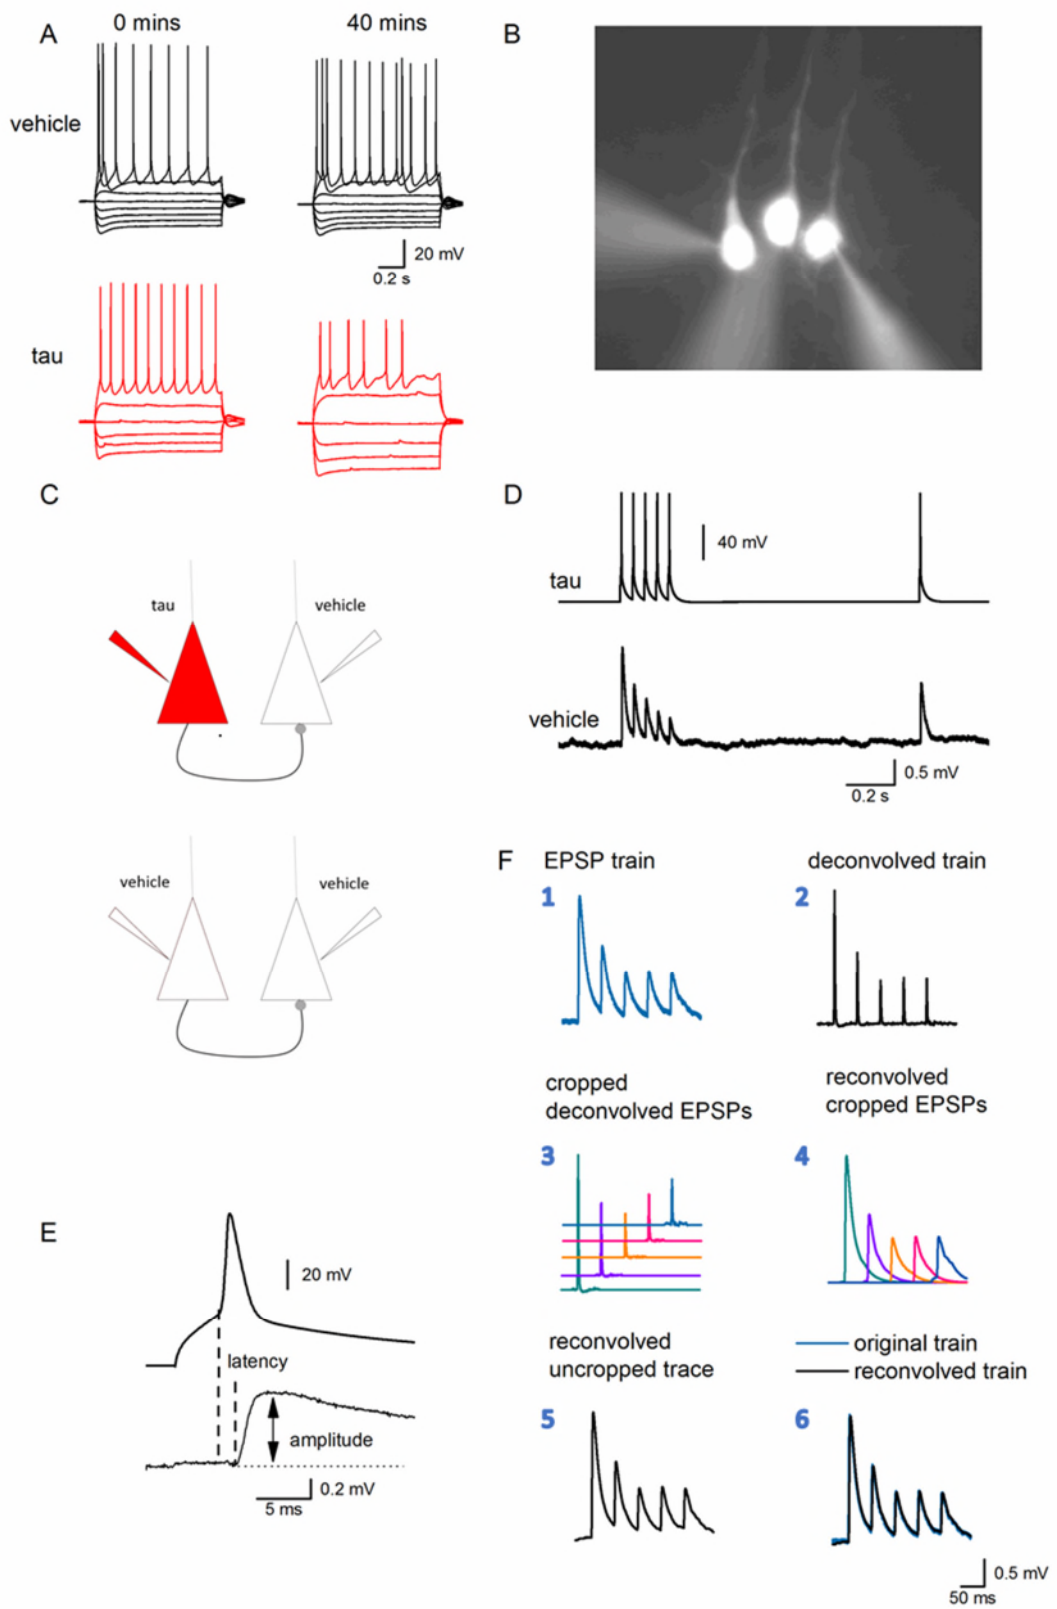 A
0 mins
40 mins
vehicle
20 mV
0.2 s
tau
B
C
tau
vehicle
vehicle
vehicle
D
40 mV
tau
vehicle
0.5 mV
0.2 s
E
20 mV
latency
amplitude
0.2 mV
5 ms
F
EPSP train
deconvolved train
1
2
cropped
deconvolved EPSPs
reconvolved
cropped EPSPs
3
4
reconvolved
uncropped trace
original train
reconvolved train
5
6
0.5 mV
50 ms